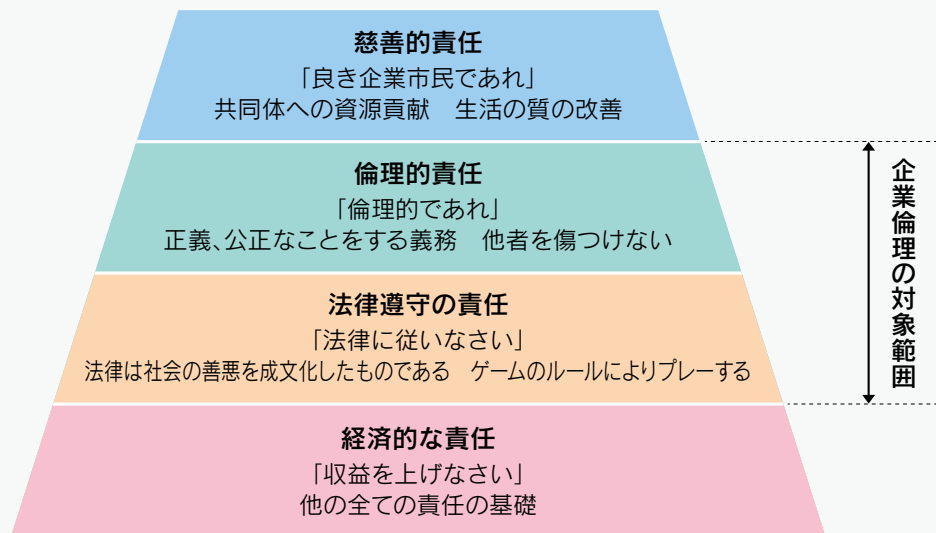 慈善的責任
「良き企業市民であれ」
共同体への資源貢献　生活の質の改善
倫理的責任
「倫理的であれ」
正義、公正なことをする義務　他者を傷つけない
法律遵守の責任
「法律に従いなさい」
法律は社会の善悪を成文化したものである　ゲームのルールによりプレーする
経済的な責任
「収益を上げなさい」
他の全ての責任の基礎
企業倫理の対象範囲